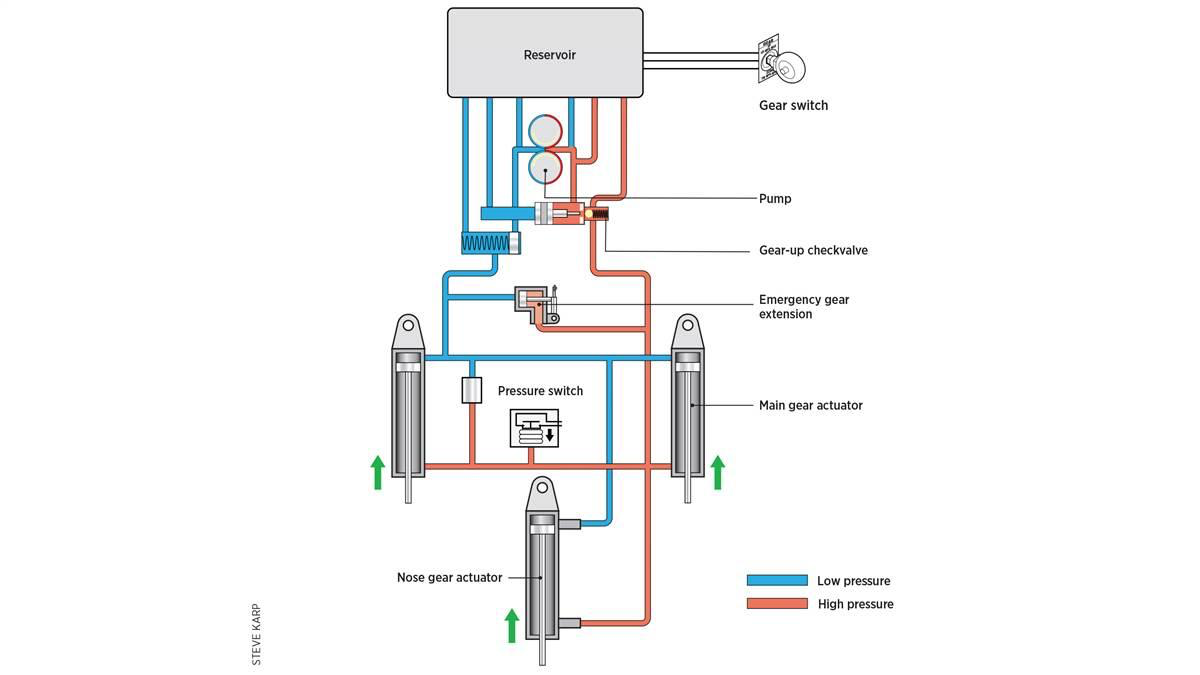 Reservoir
Gear switch
Pump
Gear-up checkvalve
Emergency gear
extension
Pressure switch
Main gear actuator
Nose gear actuator
Low pressure
High pressure
STEVE KARP